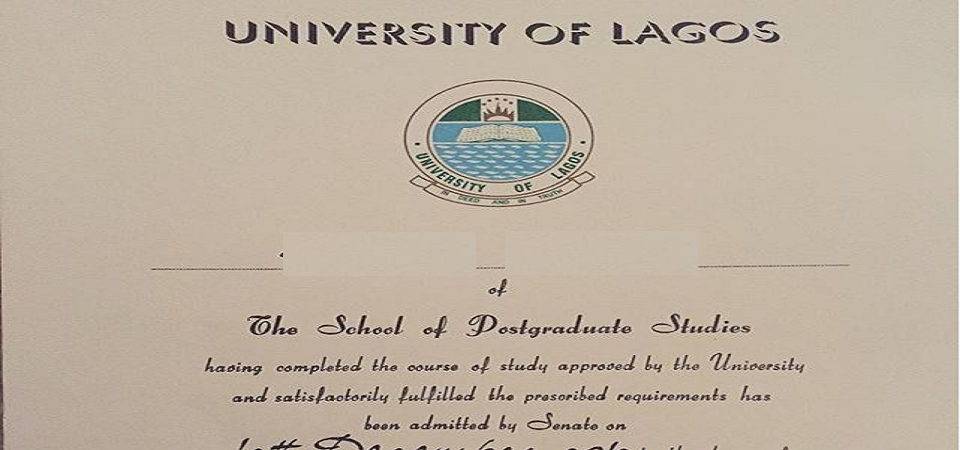 UNIVERSITY OF LAGOS
UNIVERSITY OF LAGOS
IN DEED AND IN TRUTH
of
The School of Postgraduate Studies
having completed the course of study approved by the University
and satisfactorily fulfilled the prescribed requirements has
been admitted by Senate on
December